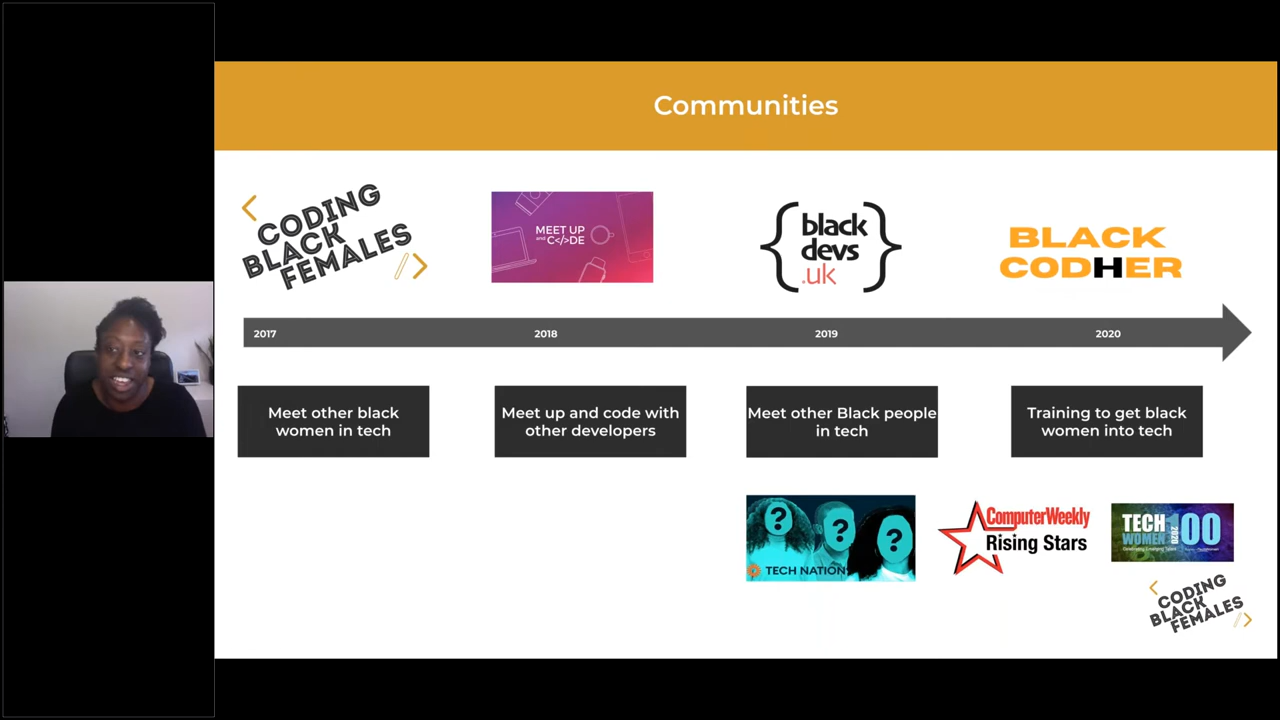 Communities
< CODING
BLACK
FEMALES />
MEET UP
and C</>DE
{black
devs
.uk}
BLACK
CODHER
2017
2018
2019
2020
Meet other black
women in tech
Meet up and code with
other developers
Meet other Black people
in tech
Training to get black
women into tech
? ? ?
TECH NATION
ComputerWeekly
Rising Stars
TECH
WOMEN
2020
100
< CODING
BLACK
FEMALES />